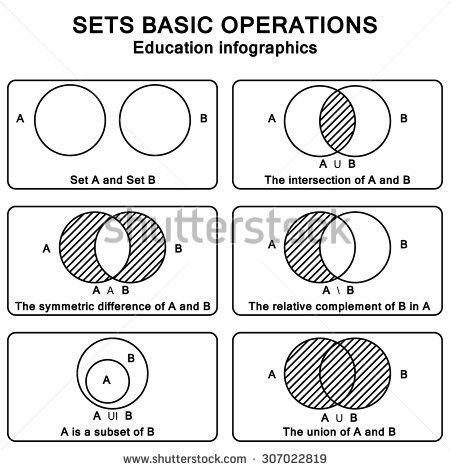 SETS BASIC OPERATIONS
Education infographics
A B
Set A and Set B
A B
A U B
The intersection of A and B
shutterstock
A B
A A B
The symmetric difference of A and B
A B
A \ B
The relative complement of B in A
B
A
A UI B
A is a subset of B
A B
A U B
The union of A and B
www.shutterstock.com · 307022819